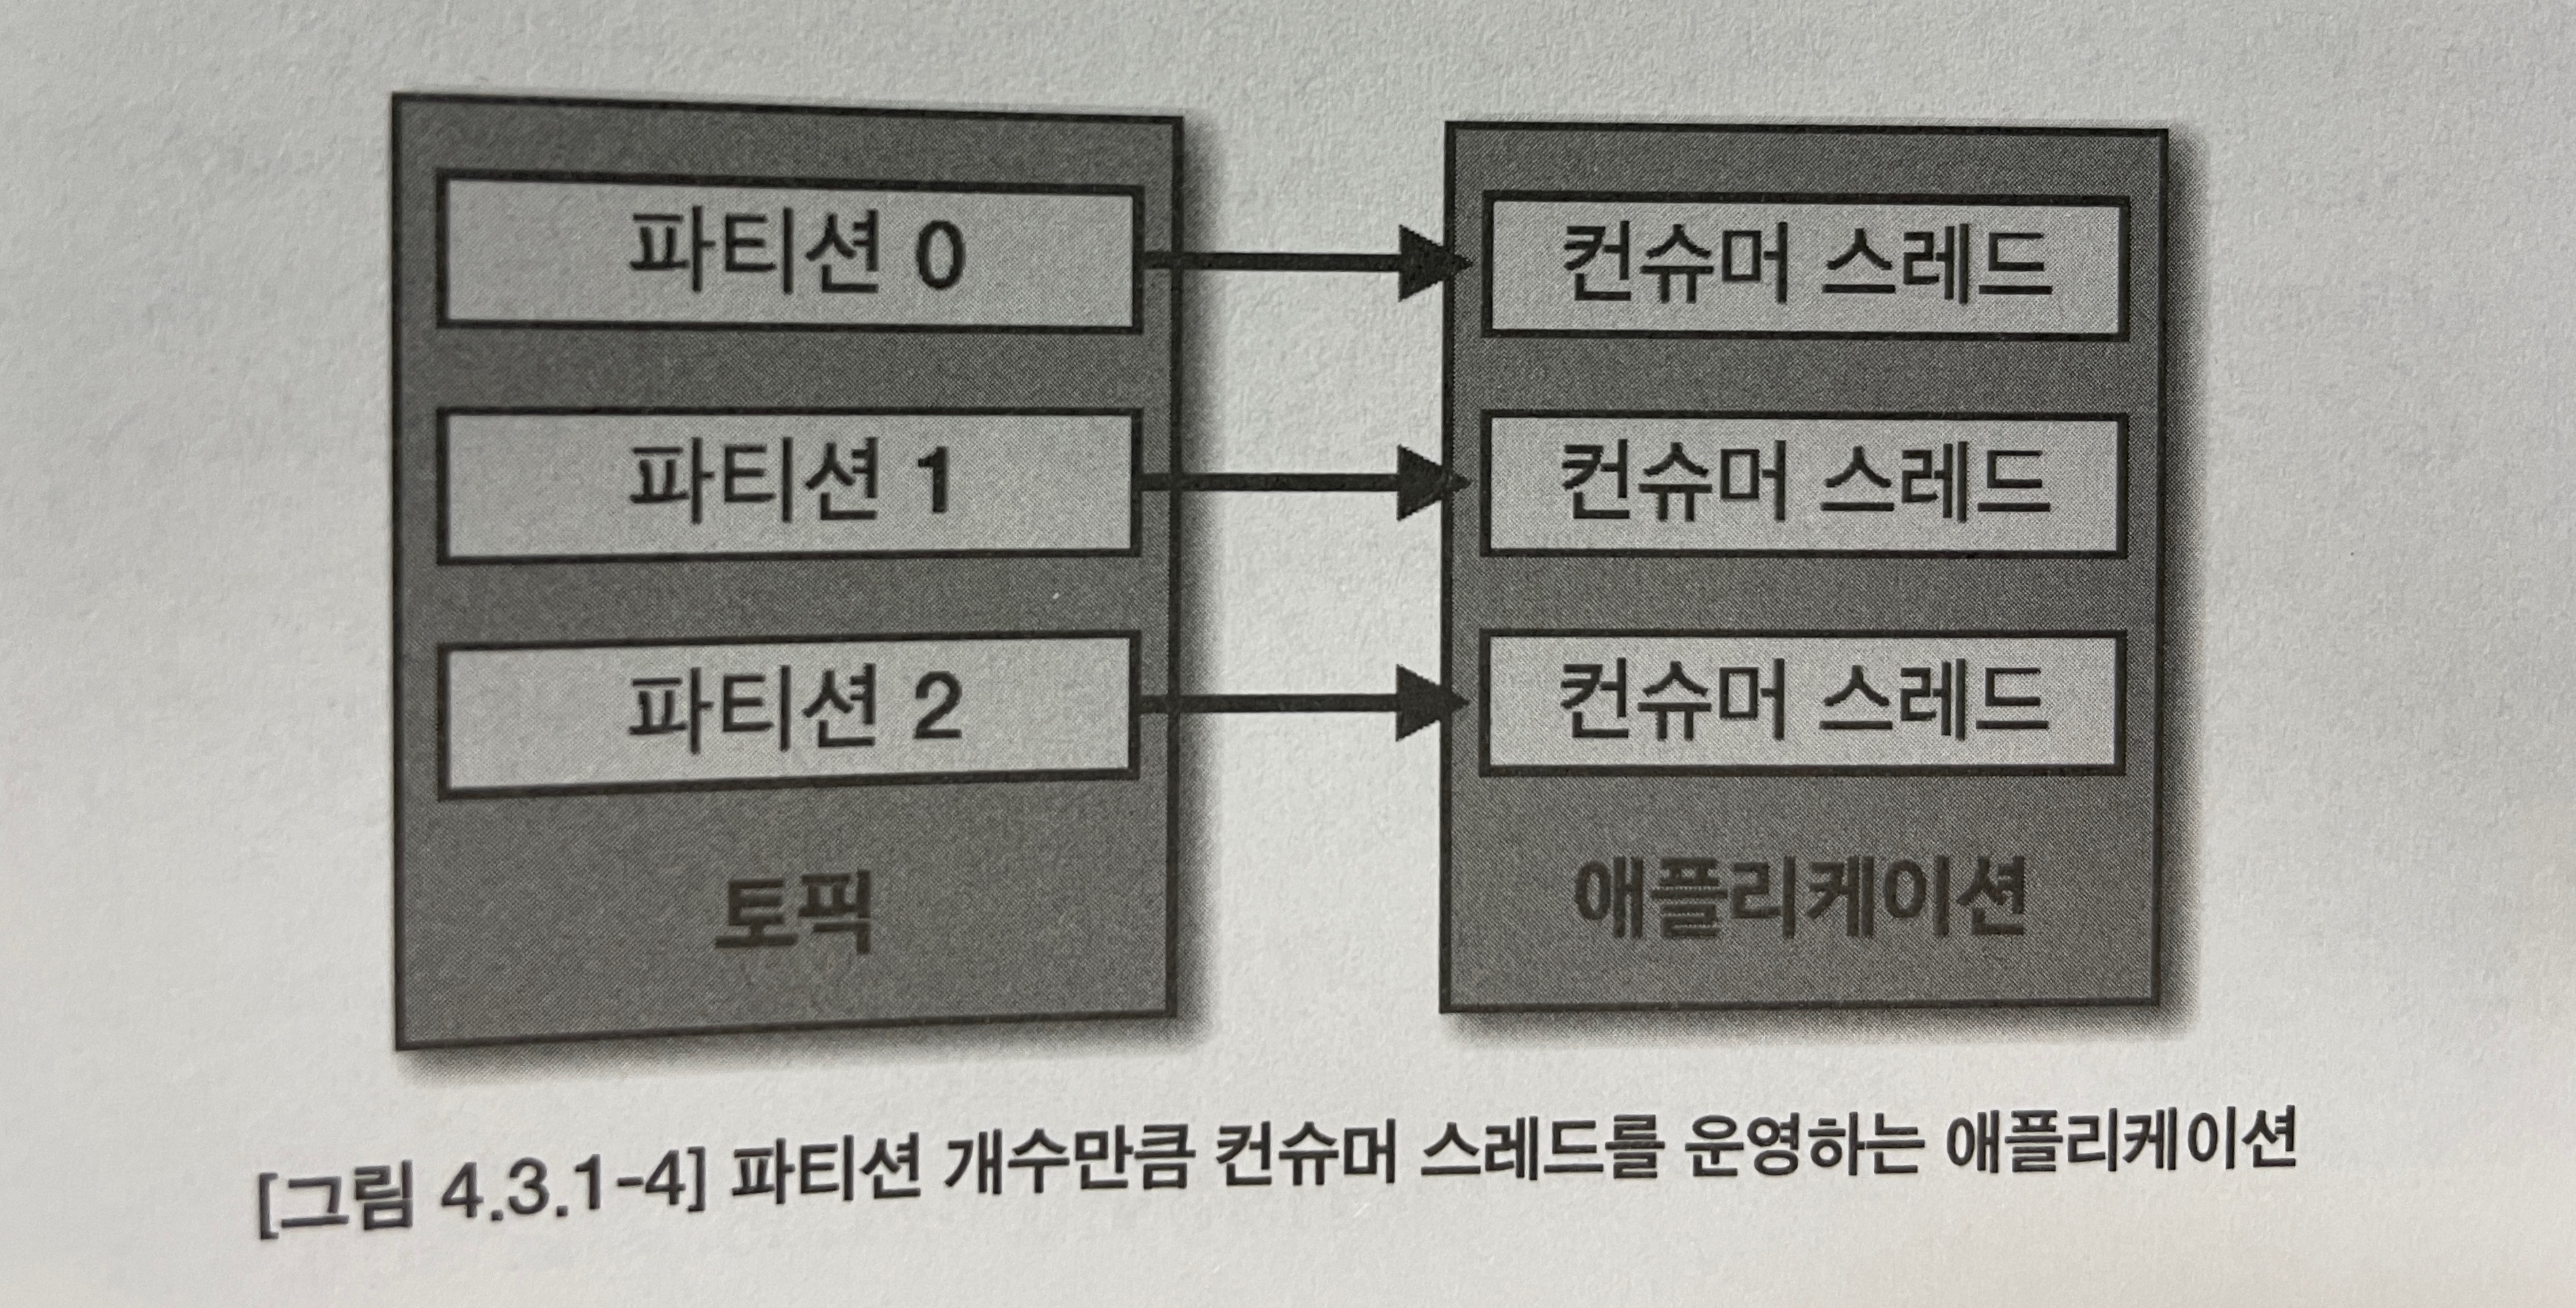 파티션 0
컨슈머 스레드
파티션 1
컨슈머 스레드
파티션 2
컨슈머 스레드
토픽
애플리케이션
[그림 4.3.1-4] 파티션 개수만큼 컨슈머 스레드를 운영하는 애플리케이션